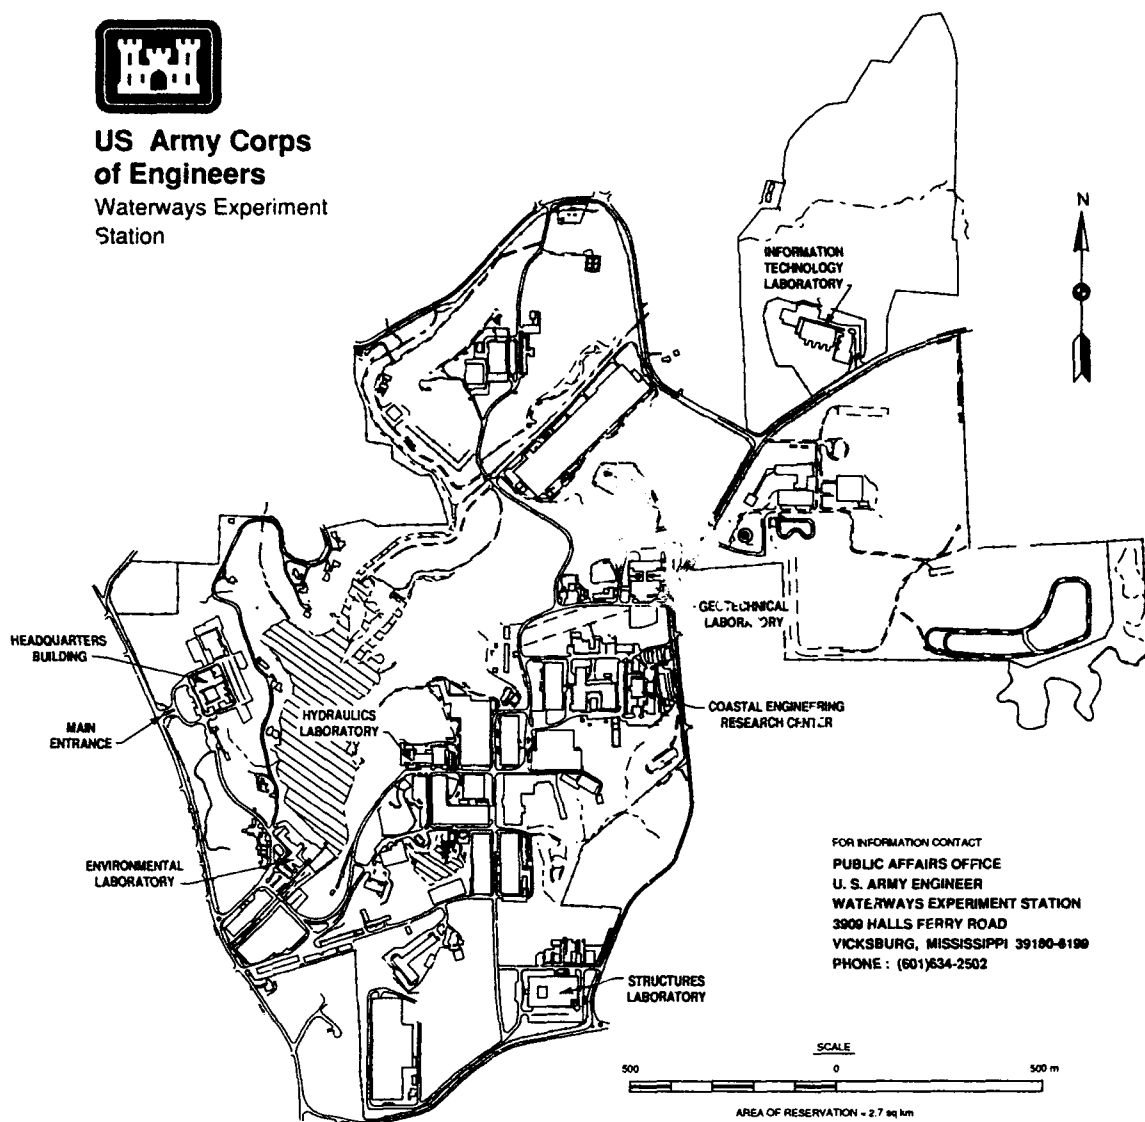 US Army Corps
of Engineers
Waterways Experiment
Station
N
INFORMATION
TECHNOLOGY
LABORATORY
GEOTECHNICAL
LABORATORY
HEADQUARTERS
BUILDING
MAIN
ENTRANCE
HYDRAULICS
LABORATORY
COASTAL ENGINEERING
RESEARCH CENTER
ENVIRONMENTAL
LABORATORY
STRUCTURES
LABORATORY
FOR INFORMATION CONTACT
PUBLIC AFFAIRS OFFICE
U. S. ARMY ENGINEER
WATERWAYS EXPERIMENT STATION
3909 HALLS FERRY ROAD
VICKSBURG, MISSISSIPPI 39180-6199
PHONE : (601)634-2502
SCALE
500 0 500 m
AREA OF RESERVATION = 2.7 sq km